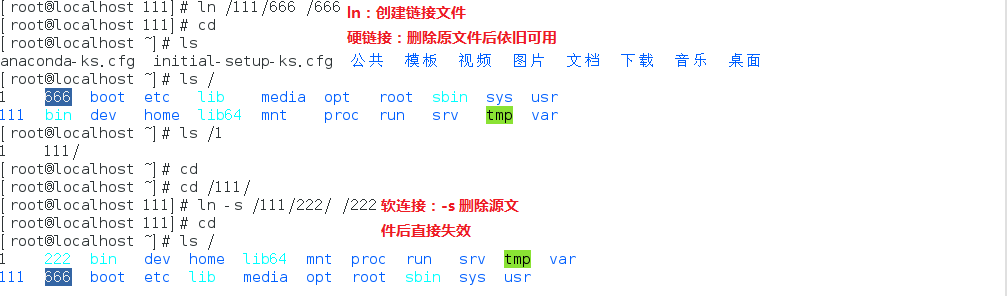 [root@localhost 111]# ln /111/666 /666 ln：创建链接文件
[root@localhost 111]# cd
硬链接：删除原文件后依旧可用
[root@localhost ~]# ls
anaconda-ks.cfg initial-setup-ks.cfg 公共 模板 视频 图片 文档 下载 音乐 桌面
[root@localhost ~]# ls /
1 666 boot etc lib media opt root sbin sys usr
111 bin dev home lib64 mnt proc run srv tmp var
[root@localhost ~]# ls /1
1 111/
[root@localhost ~]# cd
[root@localhost ~]# cd /111/
[root@localhost 111]# ln -s /111/222/ /222 软连接：-s 删除源文
[root@localhost 111]# cd
件后直接失效
[root@localhost ~]# ls /
1 222 bin dev home lib64 mnt proc run srv tmp var
111 666 boot etc lib media opt root sbin sys usr